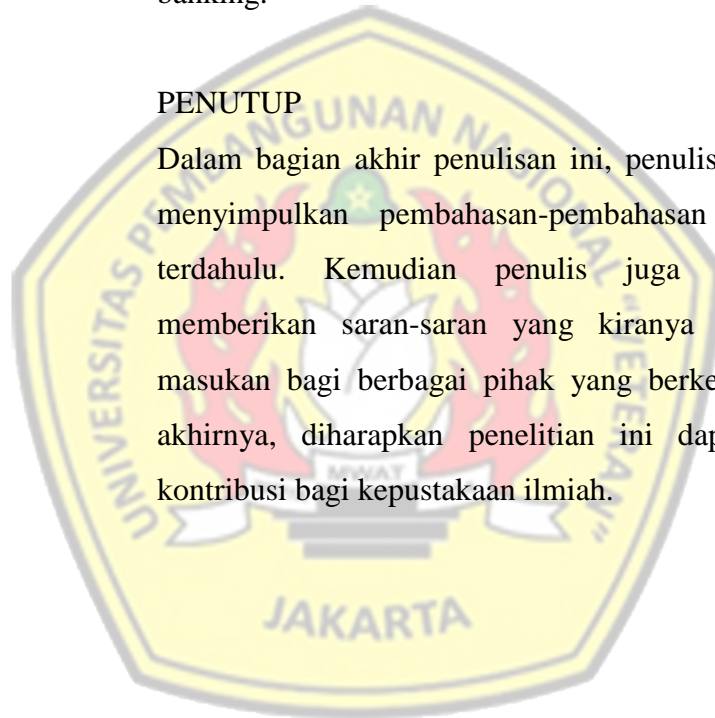 banking.
PENUTUP
Dalam bagian akhir penulisan ini, penulis
menyimpulkan pembahasan-pembahasan
terdahulu. Kemudian penulis juga
memberikan saran-saran yang kiranya
masukan bagi berbagai pihak yang berke
akhirnya, diharapkan penelitian ini dap
kontribusi bagi kepustakaan ilmiah.
UNIVERSITAS PEMBANGUNAN NASIONAL "VETERAN"
MWAT
JAKARTA